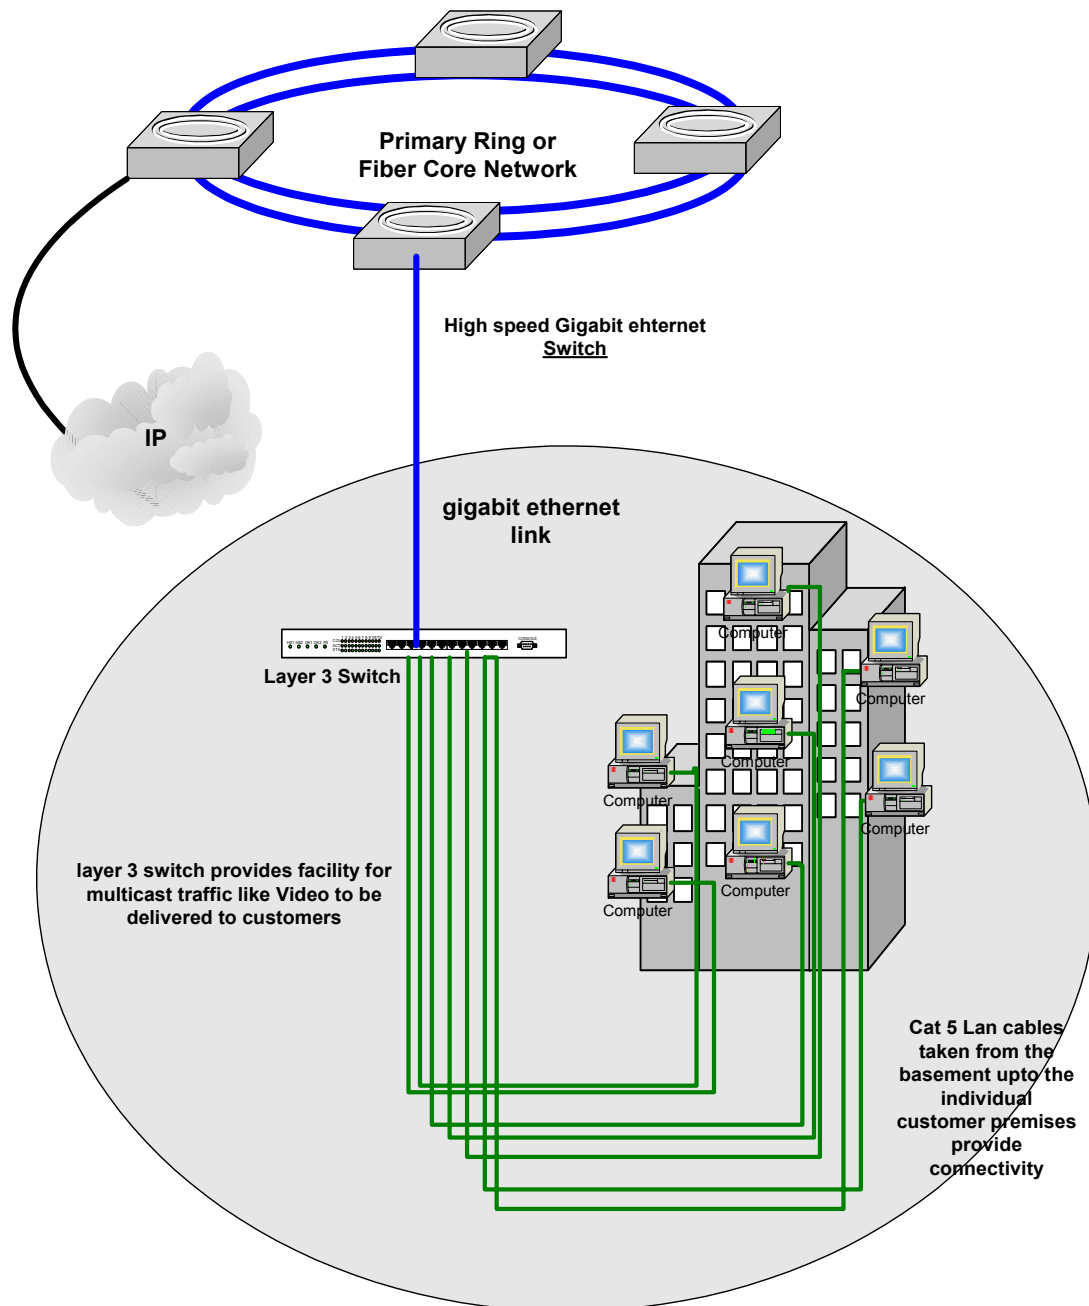 Primary Ring or
Fiber Core Network
High speed Gigabit ehternet
Switch
IP
gigabit ethernet
link
CONSOLE
Layer 3 Switch
Computer
Computer
Computer
Computer
Computer
Computer
Computer
layer 3 switch provides facility for
multicast traffic like Video to be
delivered to customers
Cat 5 Lan cables
taken from the
basement upto the
individual
customer premises
provide
connectivity